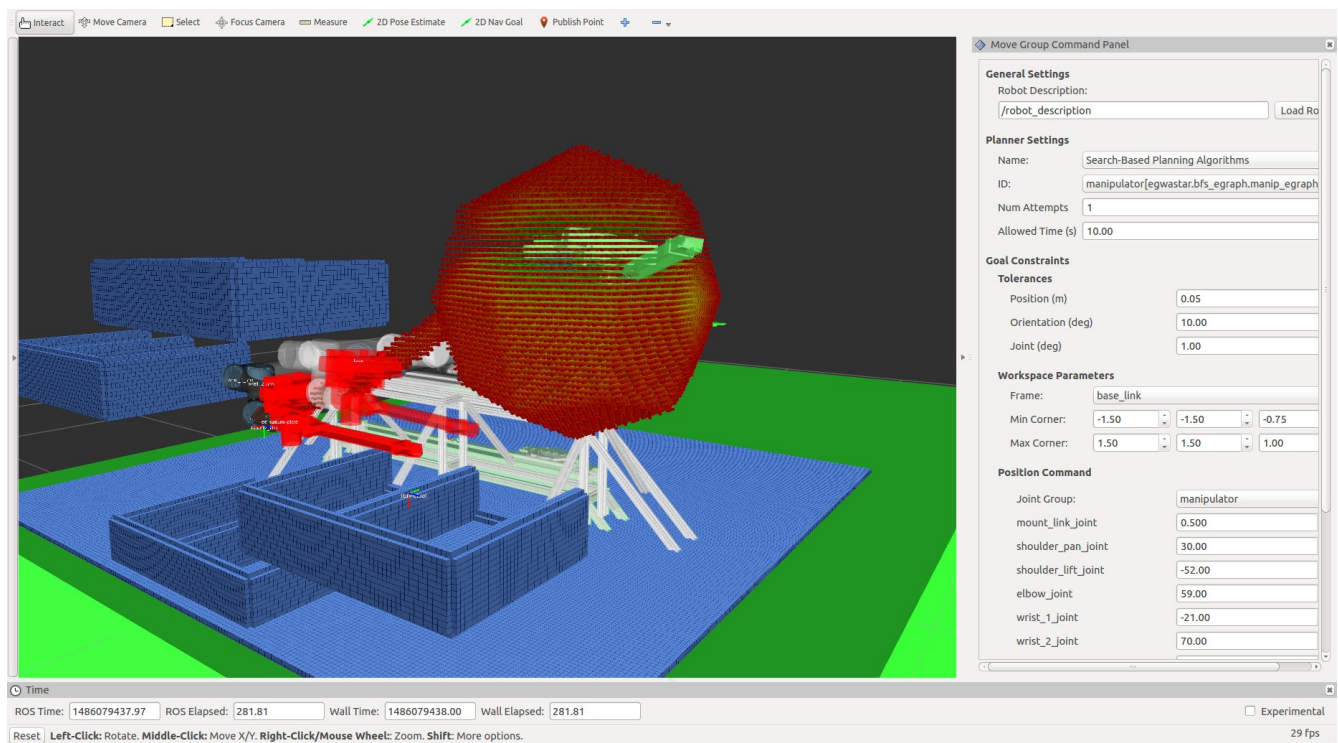 Interact Move Camera Select Focus Camera Measure 2D Pose Estimate 2D Nav Goal Publish Point
Move Group Command Panel
General Settings
Robot Description:
/robot_description Load Ro
Planner Settings
Name: Search-Based Planning Algorithms
ID: manipulator[egwastar.bfs_egraph.manip_egraph
Num Attempts 1
Allowed Time (s) 10.00
Goal Constraints
Tolerances
Position (m) 0.05
Orientation (deg) 10.00
Joint (deg) 1.00
Workspace Parameters
Frame: base_link
Min Corner: -1.50 -1.50 -0.75
Max Corner: 1.50 1.50 1.00
Position Command
Joint Group: manipulator
mount_link_joint 0.500
shoulder_pan_joint 30.00
shoulder_lift_joint -52.00
elbow_joint 59.00
wrist_1_joint -21.00
wrist_2_joint 70.00
Time
ROS Time: 1486079437.97 ROS Elapsed: 281.81 Wall Time: 1486079438.00 Wall Elapsed: 281.81 Experimental
Reset Left-Click: Rotate. Middle-Click: Move X/Y. Right-Click/Mouse Wheel:: Zoom. Shift: More options. 29 fps